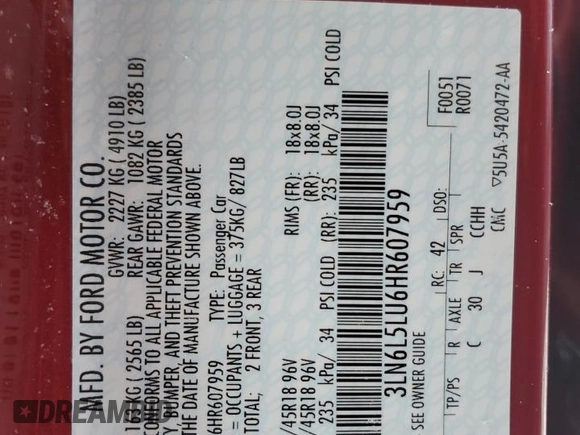 MFD. BY FORD MOTOR CO.
GVWR: 2227 KG ( 4910 LB)
(2565 LB) REAR GAWR: 1082 KG ( 2385 LB)
CONFORMS TO ALL APPLICABLE FEDERAL MOTOR
BUMPER, AND THEFT PREVENTION STANDARDS
THE DATE OF MANUFACTURE SHOWN ABOVE.
6HR607959 TYPE: Passenger Car
= OCCUPANTS + LUGGAGE = 375KG/ 827LB
TOTAL; 2 FRONT, 3 REAR
/45R18 96V RIMS (FR): 18x8.0J
/45R18 96V (RR): 18x8.0J
235 kPa/ 34 PSI COLD (RR): 235 kPa/ 34 PSI COLD
3LN6L5LU6HR607959
SEE OWNER GUIDE
RC: 42 DSO: F0051
R0071
TP/PS R AXLE TR SPR
C 30 J CCHH
CMC ▽5U5A-5420472-AA
DREAMBID